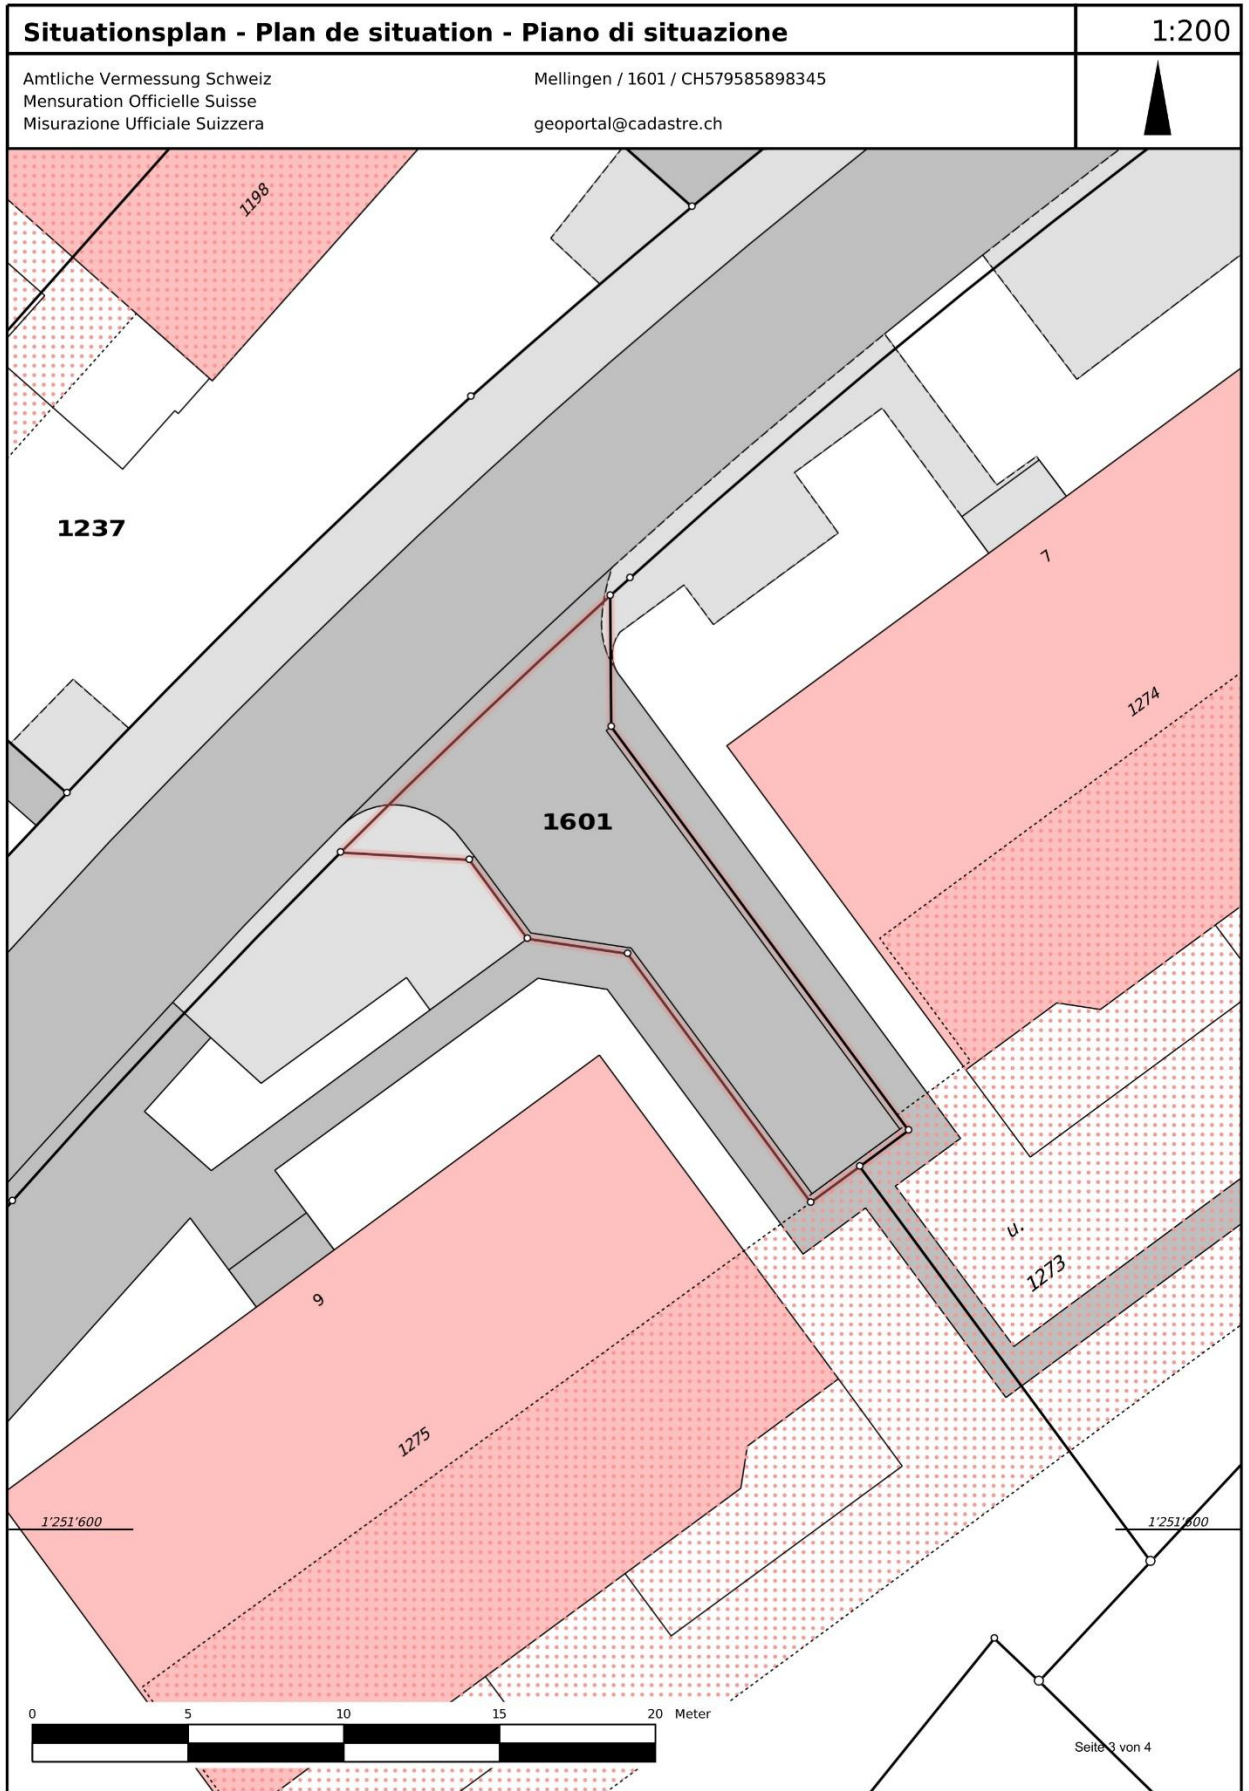 Situationsplan - Plan de situation - Piano di situazione
1:200
Amtliche Vermessung Schweiz
Mensuration Officielle Suisse
Misurazione Ufficiale Suizzera
Mellingen / 1601 / CH579585898345
geoportal@cadastre.ch
1198
1237
7
1274
1601
u.
1273
9
1275
1'251'600
1'251'600
0 5 10 15 20 Meter
Seite 3 von 4